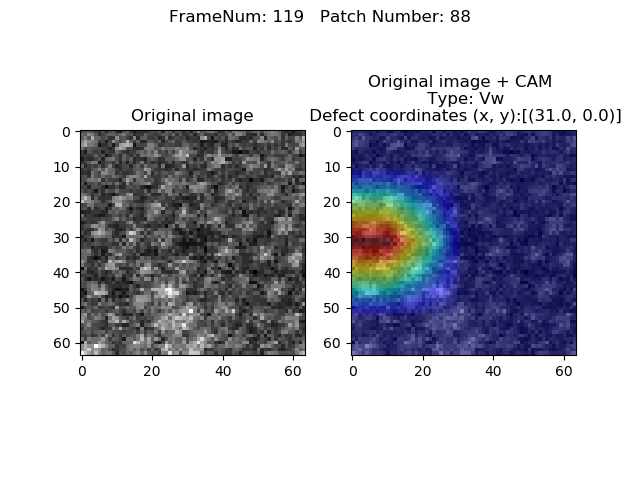 FrameNum: 119   Patch Number: 88
Original image
0
10
20
30
40
50
60
0 20 40 60
Original image + CAM
Type: Vw
Defect coordinates (x, y):[(31.0, 0.0)]
0
10
20
30
40
50
60
0 20 40 60